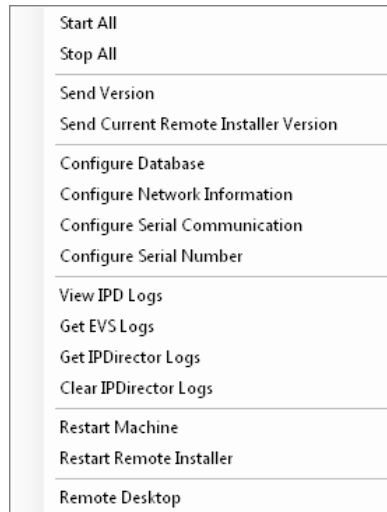 Start All
Stop All
Send Version
Send Current Remote Installer Version
Configure Database
Configure Network Information
Configure Serial Communication
Configure Serial Number
View IPD Logs
Get EVS Logs
Get IPDirector Logs
Clear IPDirector Logs
Restart Machine
Restart Remote Installer
Remote Desktop